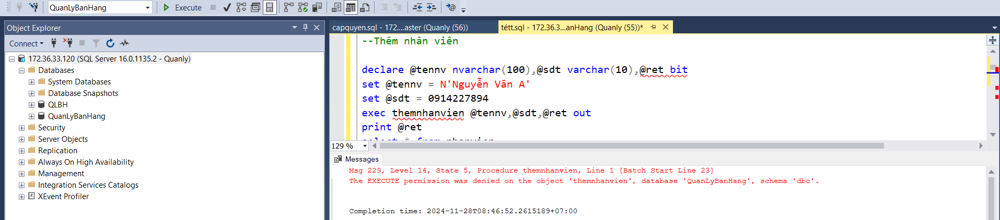 QuanLyBanHang
Execute
Object Explorer
Connect
172.36.33.120 (SQL Server 16.0.1135.2 - Quanly)
Databases
System Databases
Database Snapshots
QLBH
QuanLyBanHang
Security
Server Objects
Replication
Always On High Availability
Management
Integration Services Catalogs
XEvent Profiler
capquyen.sql - 172....aster (Quanly (56))
tétt.sql - 172.36.3...anHang (Quanly (55))*
--Thêm nhân viên
declare @tennv nvarchar(100),@sdt varchar(10),@ret bit
set @tennv = N'Nguyễn Văn A'
set @sdt = 0914227894
exec themnhanvien @tennv,@sdt,@ret out
print @ret
select * from nhanvien
129 %
Messages
Msg 229, Level 14, State 5, Procedure themnhanvien, Line 1 [Batch Start Line 23]
The EXECUTE permission was denied on the object 'themnhanvien', database 'QuanLyBanHang', schema 'dbo'.
Completion time: 2024-11-28T08:46:52.2615189+07:00